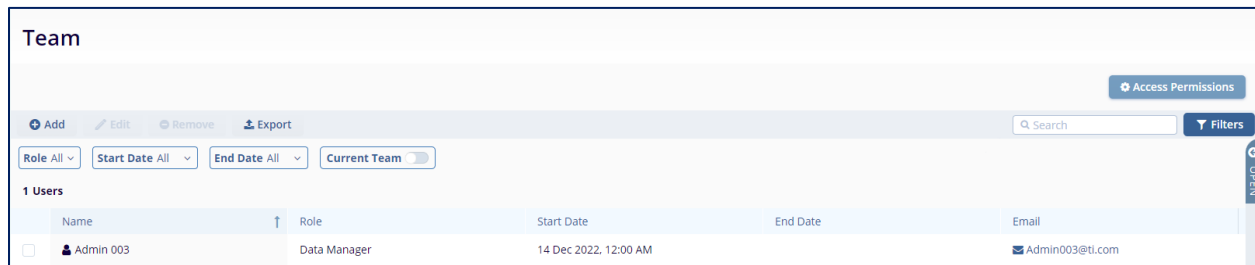 Team
Access Permissions
Add Edit Remove Export Search Filters
Role All Start Date All End Date All Current Team
OPEN
1 Users
Name Role Start Date End Date Email
Admin 003 Data Manager 14 Dec 2022, 12:00 AM Admin003@ti.com